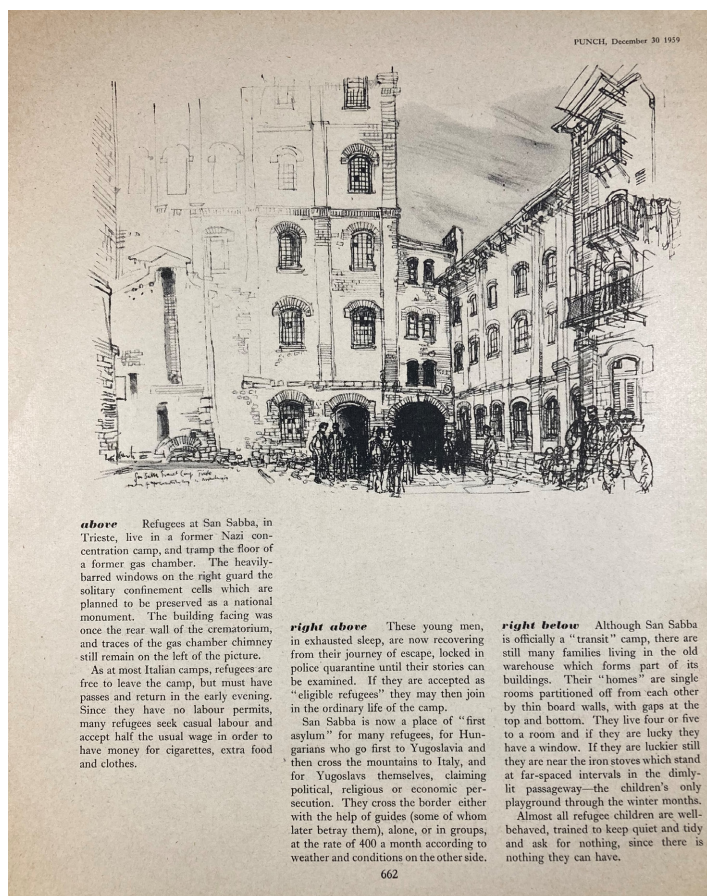 PUNCH, December 30 1959
San Sabba Transit Camp Trieste
above Refugees at San Sabba, in
Trieste, live in a former Nazi con-
centration camp, and tramp the floor of
a former gas chamber. The heavily-
barred windows on the right guard the
solitary confinement cells which are
planned to be preserved as a national
monument. The building facing was
once the rear wall of the crematorium,
and traces of the gas chamber chimney
still remain on the left of the picture.
As at most Italian camps, refugees are
free to leave the camp, but must have
passes and return in the early evening.
Since they have no labour permits,
many refugees seek casual labour and
accept half the usual wage in order to
have money for cigarettes, extra food
and clothes.
right above These young men,
in exhausted sleep, are now recovering
from their journey of escape, locked in
police quarantine until their stories can
be examined. If they are accepted as
"eligible refugees" they may then join
in the ordinary life of the camp.
San Sabba is now a place of "first
asylum" for many refugees, for Hun-
garians who go first to Yugoslavia and
then cross the mountains to Italy, and
for Yugoslavs themselves, claiming
political, religious or economic per-
secution. They cross the border either
with the help of guides (some of whom
later betray them), alone, or in groups,
at the rate of 400 a month according to
weather and conditions on the other side.
right below Although San Sabba
is officially a "transit" camp, there are
still many families living in the old
warehouse which forms part of its
buildings. Their "homes" are single
rooms partitioned off from each other
by thin board walls, with gaps at the
top and bottom. They live four or five
to a room and if they are lucky they
have a window. If they are luckier still
they are near the iron stoves which stand
at far-spaced intervals in the dimly-
lit passageway—the children's only
playground through the winter months.
Almost all refugee children are well-
behaved, trained to keep quiet and tidy
and ask for nothing, since there is
nothing they can have.
662